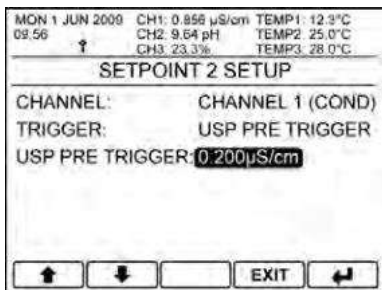 MON 1 JUN 2009 CH1: 0.856 µS/cm TEMP1: 12.3°C
09:56 CH2: 9.64 pH TEMP2: 25.0°C
CH3: 23.3% TEMP3: 28.0°C
SETPOINT 2 SETUP
CHANNEL: CHANNEL 1 (COND)
TRIGGER: USP PRE TRIGGER
USP PRE TRIGGER: 0.200µS/cm
EXIT